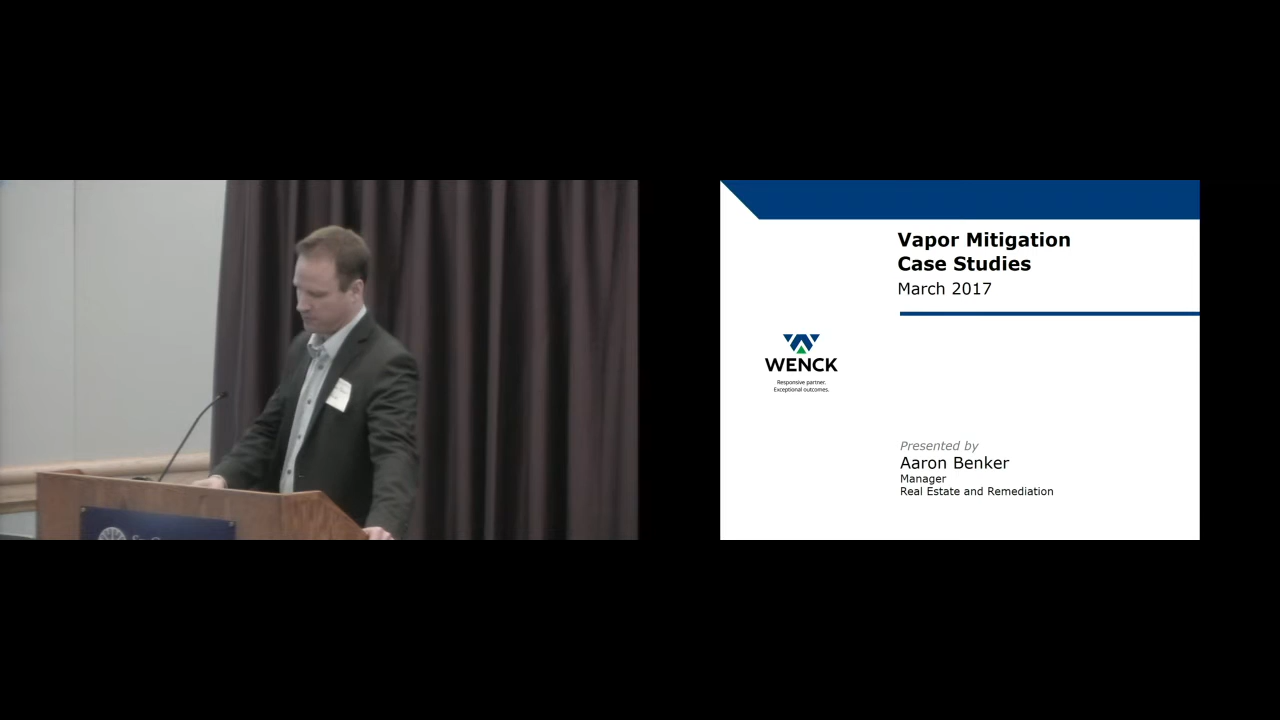 Vapor Mitigation
Case Studies
March 2017
WENCK
Responsive partner.
Exceptional outcomes.
Presented by
Aaron Benker
Manager
Real Estate and Remediation